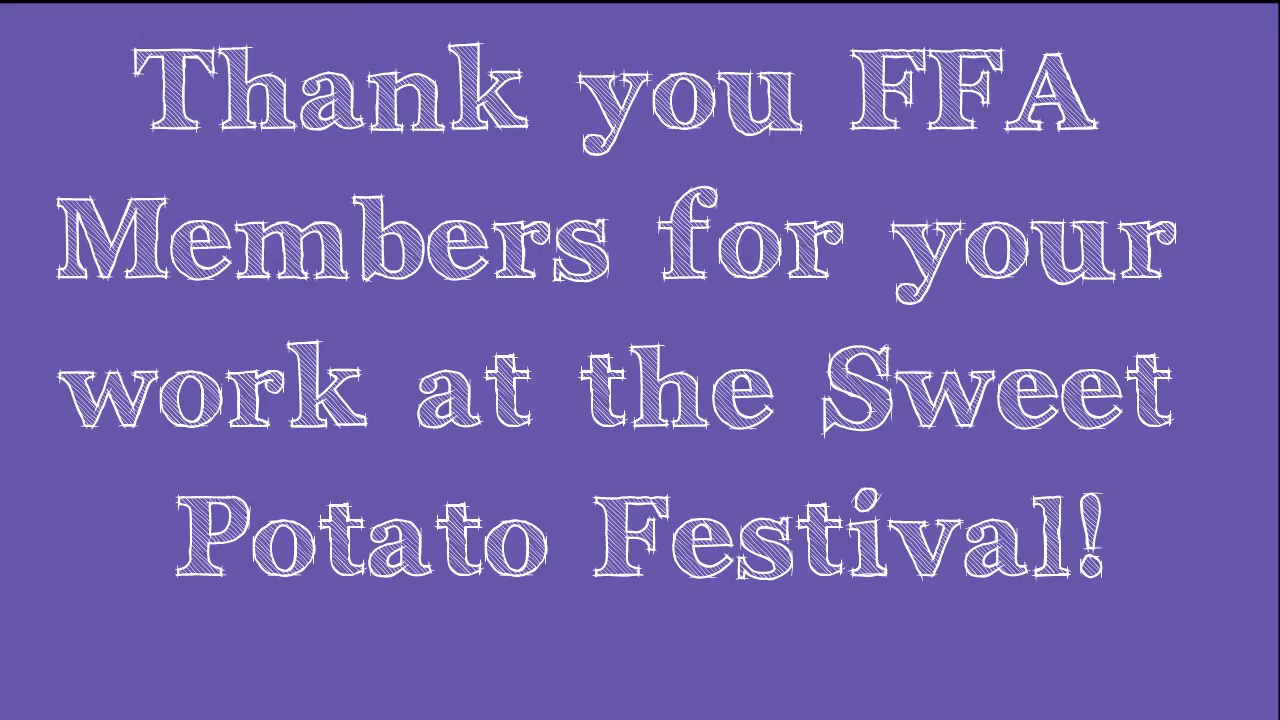 Thank you FFA
Members for your
work at the Sweet
Potato Festival!